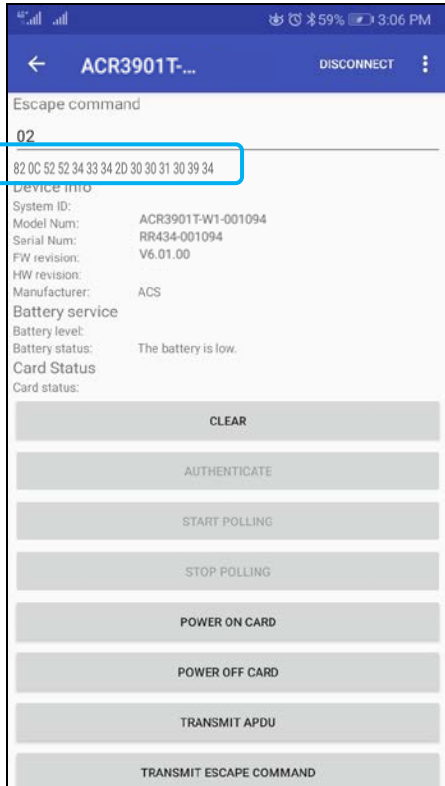 59% 3:06 PM
ACR3901T-... DISCONNECT
Escape command
02
82 0C 52 52 34 33 34 2D 30 30 31 30 39 34
Device Info
System ID:
Model Num: ACR3901T-W1-001094
Serial Num: RR434-001094
FW revision: V6.01.00
HW revision:
Manufacturer: ACS
Battery service
Battery level:
Battery status: The battery is low.
Card Status
Card status:
CLEAR
AUTHENTICATE
START POLLING
STOP POLLING
POWER ON CARD
POWER OFF CARD
TRANSMIT APDU
TRANSMIT ESCAPE COMMAND